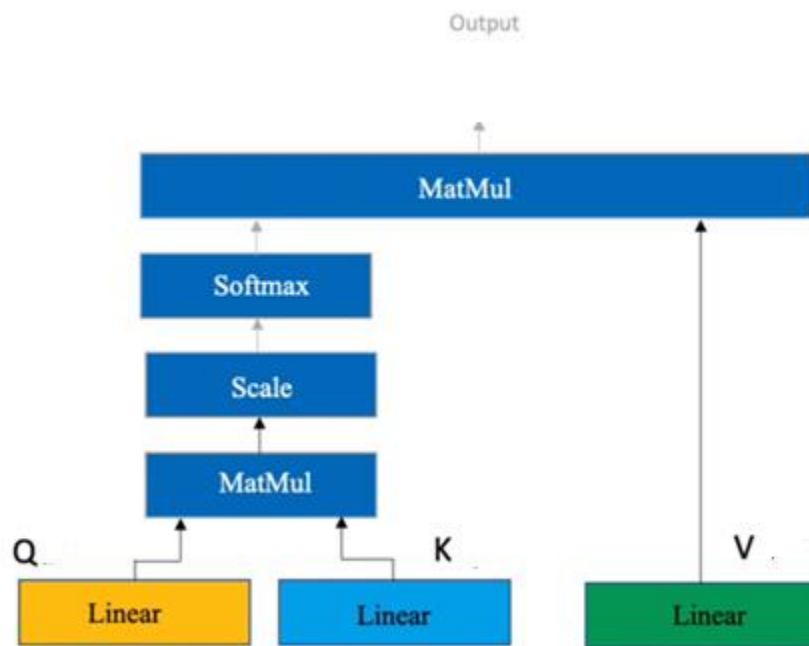 Output
MatMul
Softmax
Scale
MatMul
Q K V
Linear Linear Linear